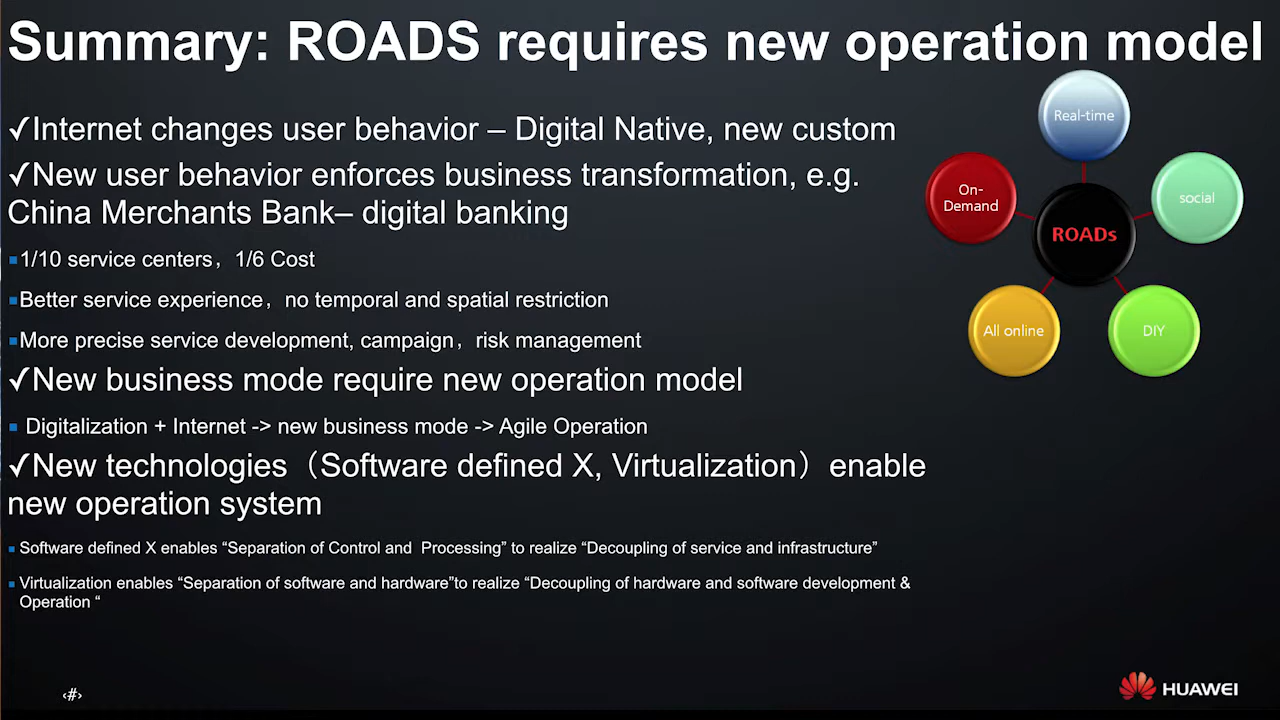 Summary: ROADS requires new operation model
✓Internet changes user behavior – Digital Native, new custom
✓New user behavior enforces business transformation, e.g.
China Merchants Bank– digital banking
▪1/10 service centers，1/6 Cost
▪Better service experience，no temporal and spatial restriction
▪More precise service development, campaign，risk management
✓New business mode require new operation model
▪ Digitalization + Internet -> new business mode -> Agile Operation
✓New technologies（Software defined X, Virtualization）enable
new operation system
▪Software defined X enables “Separation of Control and  Processing” to realize “Decoupling of service and infrastructure”
▪Virtualization enables “Separation of software and hardware”to realize “Decoupling of hardware and software development &
Operation “
Real-time
On-
Demand
social
ROADs
All online
DIY
‹#›
HUAWEI